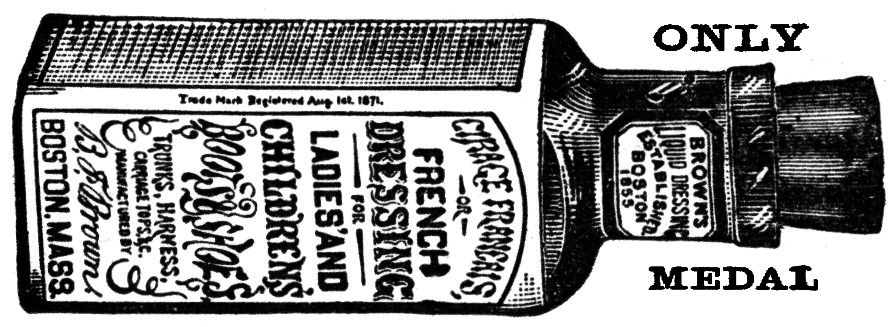 ONLY
MEDAL
Trade Mark Registered Aug. 1st. 1871.
CIRAGE FRANCAIS,
—OR—
FRENCH
DRESSING
—FOR—
LADIES' AND
CHILDREN'S
BOOTS & SHOES,
TRUNKS, HARNESS,
CARRIAGE TOPS, &C.
MANUFACTURED BY
B.F. Brown
BOSTON, MASS.
BROWN'S
LIQUID DRESSING
ESTABLISHED
BOSTON
1855